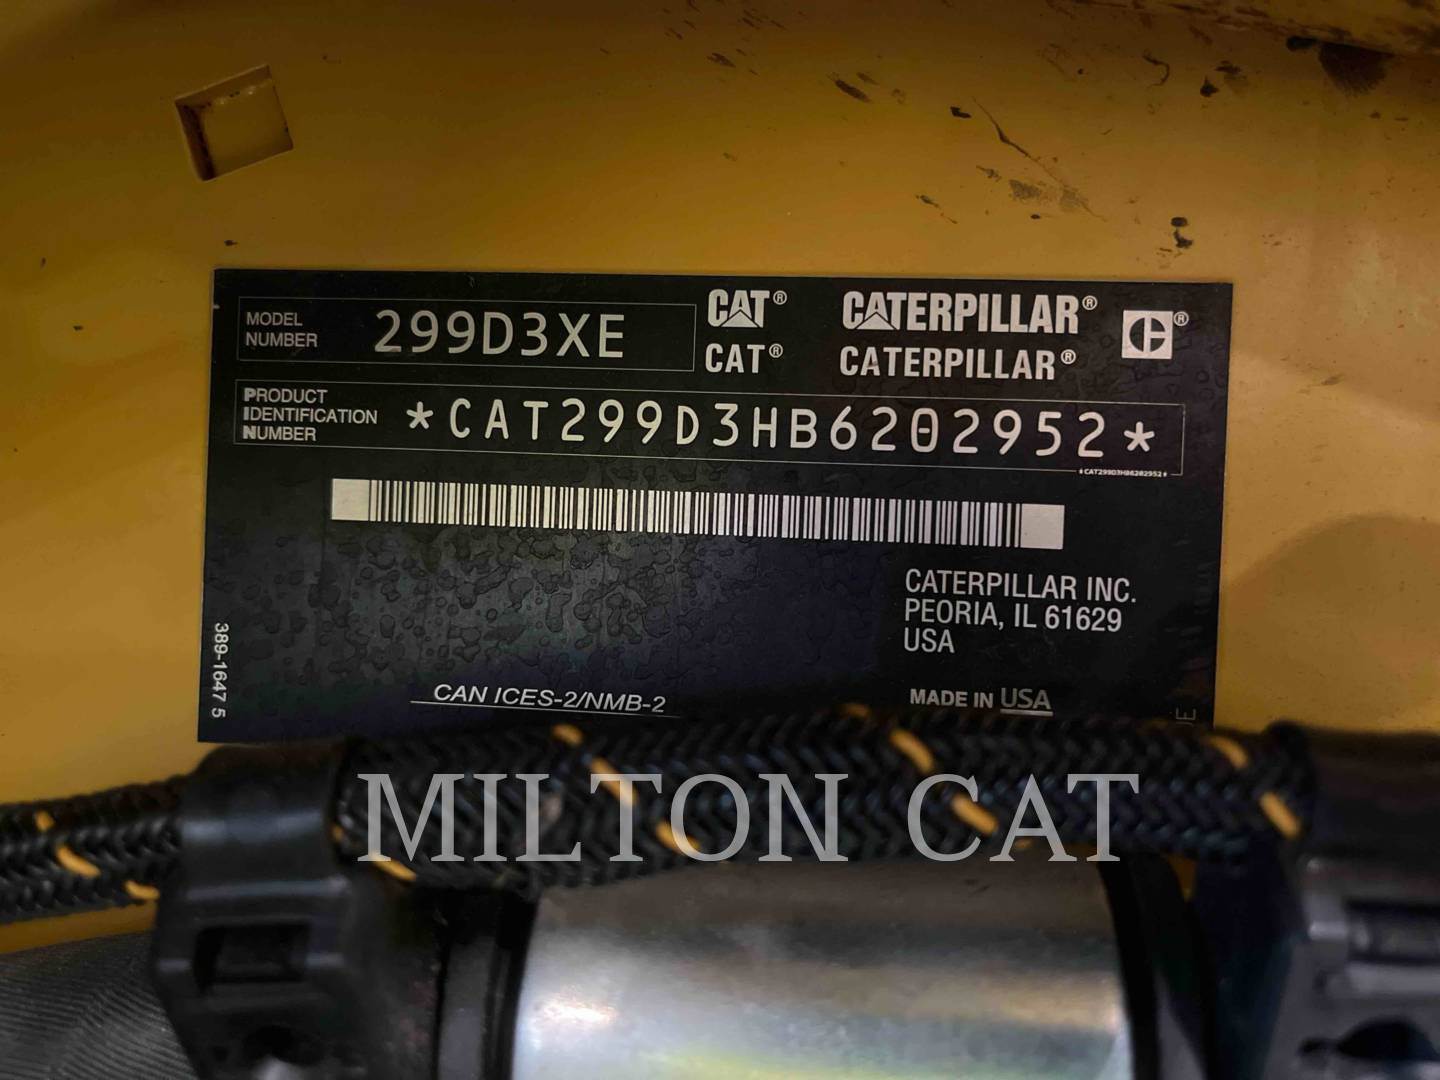 MODEL NUMBER 299D3XE
CAT® CATERPILLAR® C®
CAT® CATERPILLAR®
PRODUCT
IDENTIFICATION
NUMBER
*CAT299D3HB6202952*
*CAT299D3HB6202952*
CATERPILLAR INC.
PEORIA, IL 61629
USA
389-1647 5
CAN ICES-2/NMB-2
MADE IN USA
MILTON CAT